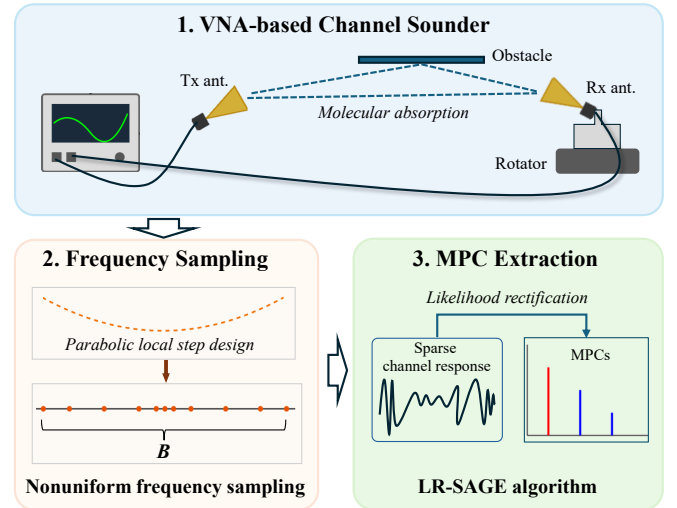 1. VNA-based Channel Sounder
Obstacle
Tx ant.
Rx ant.
Molecular absorption
Rotator
2. Frequency Sampling
Parabolic local step design
B
Nonuniform frequency sampling
3. MPC Extraction
Likelihood rectification
Sparse
channel response
MPCs
LR-SAGE algorithm